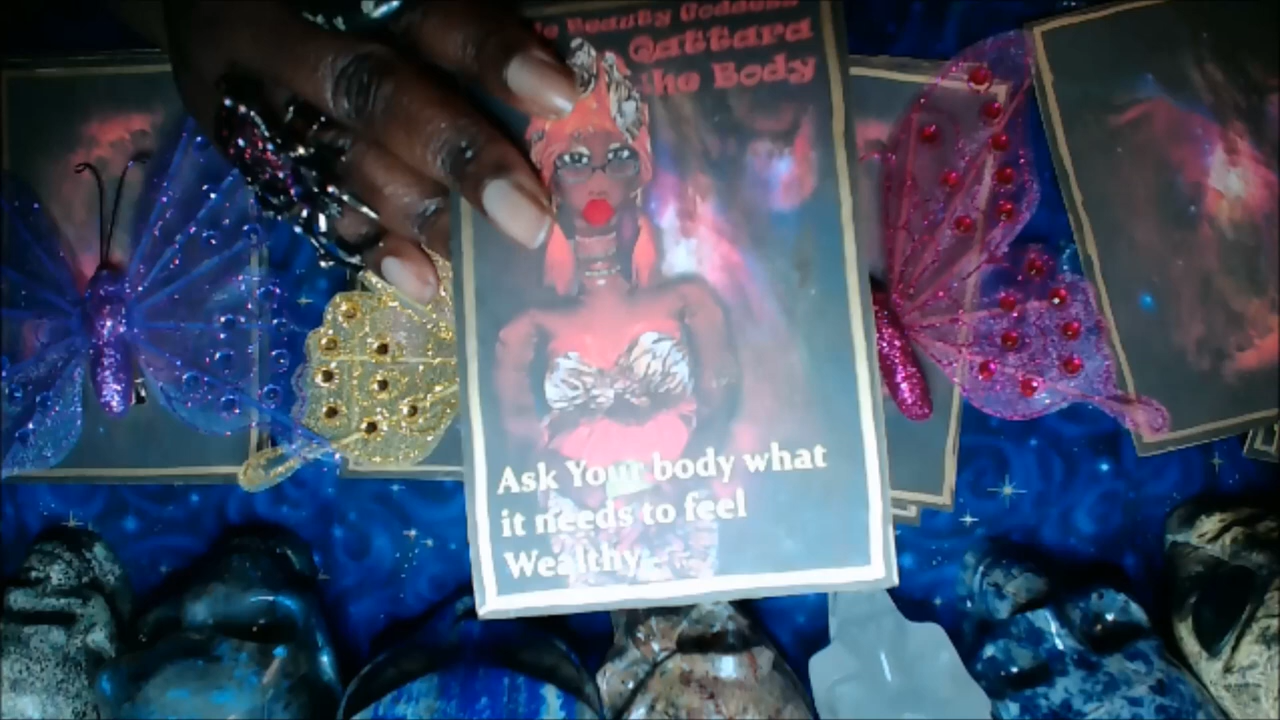 Beauty Goddess
Qattara
the Body
Ask Your body what
it needs to feel
Wealthy